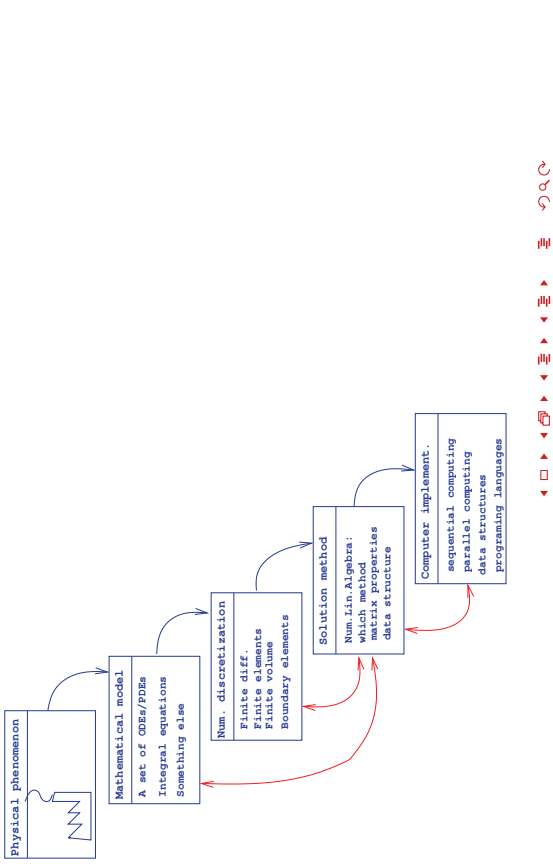 Physical phenomenon
Mathematical model
A set of ODEs/PDEs
Integral equations
Something else
Num. discretization
Finite diff.
Finite elements
Finite volume
Boundary elements
Solution method
Num.Lin.Algebra:
which method
matrix properties
data structure
Computer implement.
sequential computing
parallel computing
data structures
programing languages